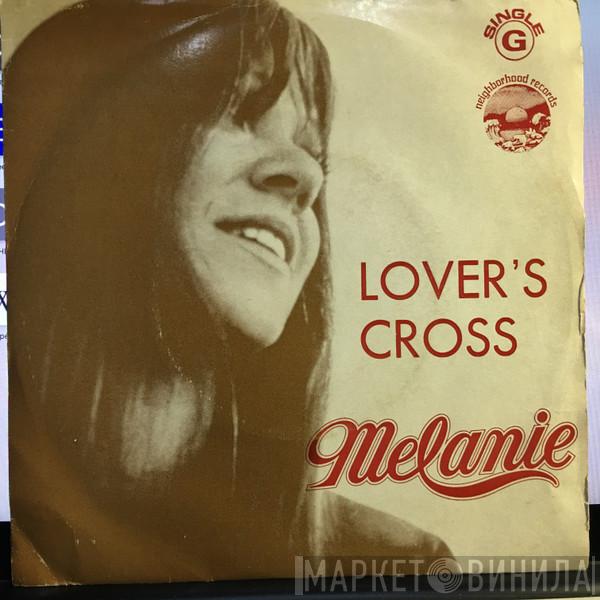 SINGLE
G
neighborhood records
LOVER'S
CROSS
Melanie
МАРКЕТ ВИНИЛА